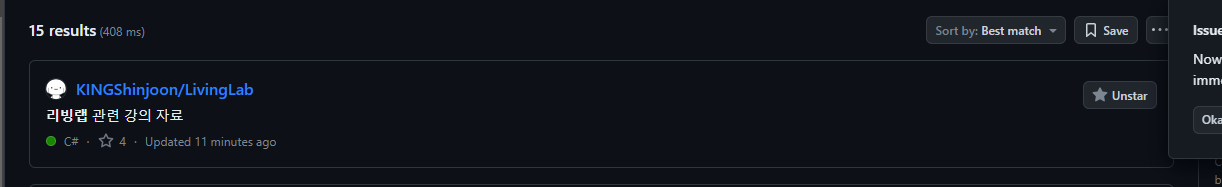 15 results (408 ms)
Sort by: Best match
Save
Issue
Now
imme
KINGShinjoon/LivingLab
Unstar
리빙랩 관련 강의 자료
Oka
C# · 4 · Updated 11 minutes ago